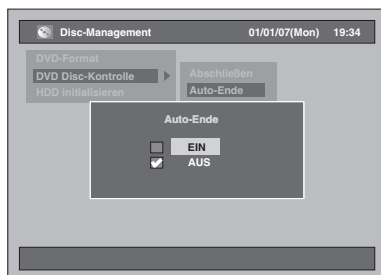 Disc-Management 01/01/07(Mon) 19:34
DVD-Format
DVD Disc-Kontrolle
Abschließen
HDD initialisieren
Auto-Ende
Auto-Ende
EIN
AUS